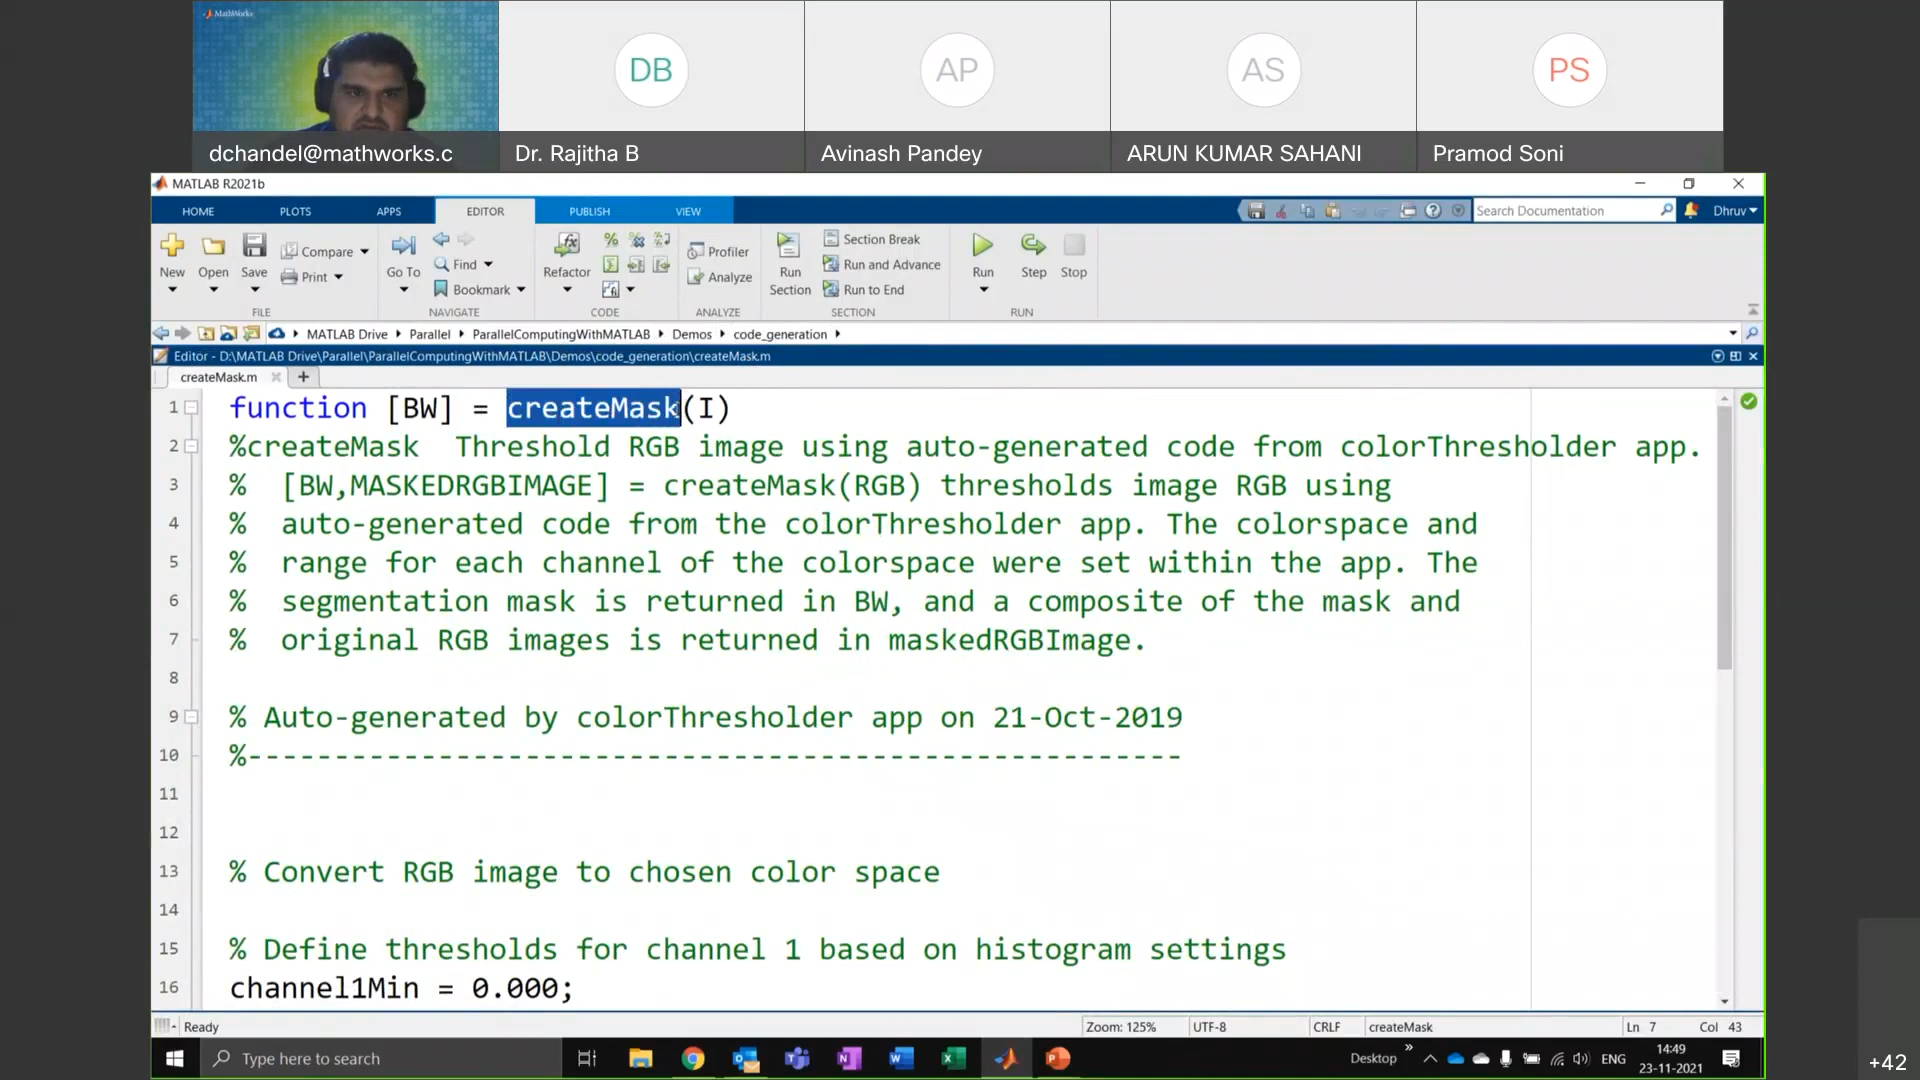 MathWorks
DB
AP
AS
PS
dchandel@mathworks.c
Dr. Rajitha B
Avinash Pandey
ARUN KUMAR SAHANI
Pramod Soni
MATLAB R2021b
HOME PLOTS APPS EDITOR PUBLISH VIEW
Search Documentation
Dhruv
New
Open
Save
Compare
Print
FILE
Go To
Find
Bookmark
NAVIGATE
Refactor
CODE
Profiler
Analyze
ANALYZE
Run
Section
Section Break
Run and Advance
Run to End
SECTION
Run
Step
Stop
RUN
MATLAB Drive Parallel ParallelComputingWithMATLAB Demos code_generation
Editor - D:\MATLAB Drive\Parallel\ParallelComputingWithMATLAB\Demos\code_generation\createMask.m
createMask.m
1 function [BW] = createMask(I)
2 %createMask  Threshold RGB image using auto-generated code from colorThresholder app.
3 %  [BW,MASKEDRGBIMAGE] = createMask(RGB) thresholds image RGB using
4 %  auto-generated code from the colorThresholder app. The colorspace and
5 %  range for each channel of the colorspace were set within the app. The
6 %  segmentation mask is returned in BW, and a composite of the mask and
7 %  original RGB images is returned in maskedRGBImage.
8
9 % Auto-generated by colorThresholder app on 21-Oct-2019
10 %------------------------------------------------------
11
12
13 % Convert RGB image to chosen color space
14
15 % Define thresholds for channel 1 based on histogram settings
16 channel1Min = 0.000;
Ready
Zoom: 125%
UTF-8
CRLF
createMask
Ln 7 Col 43
Type here to search
Desktop
ENG
14:49
23-11-2021
+42